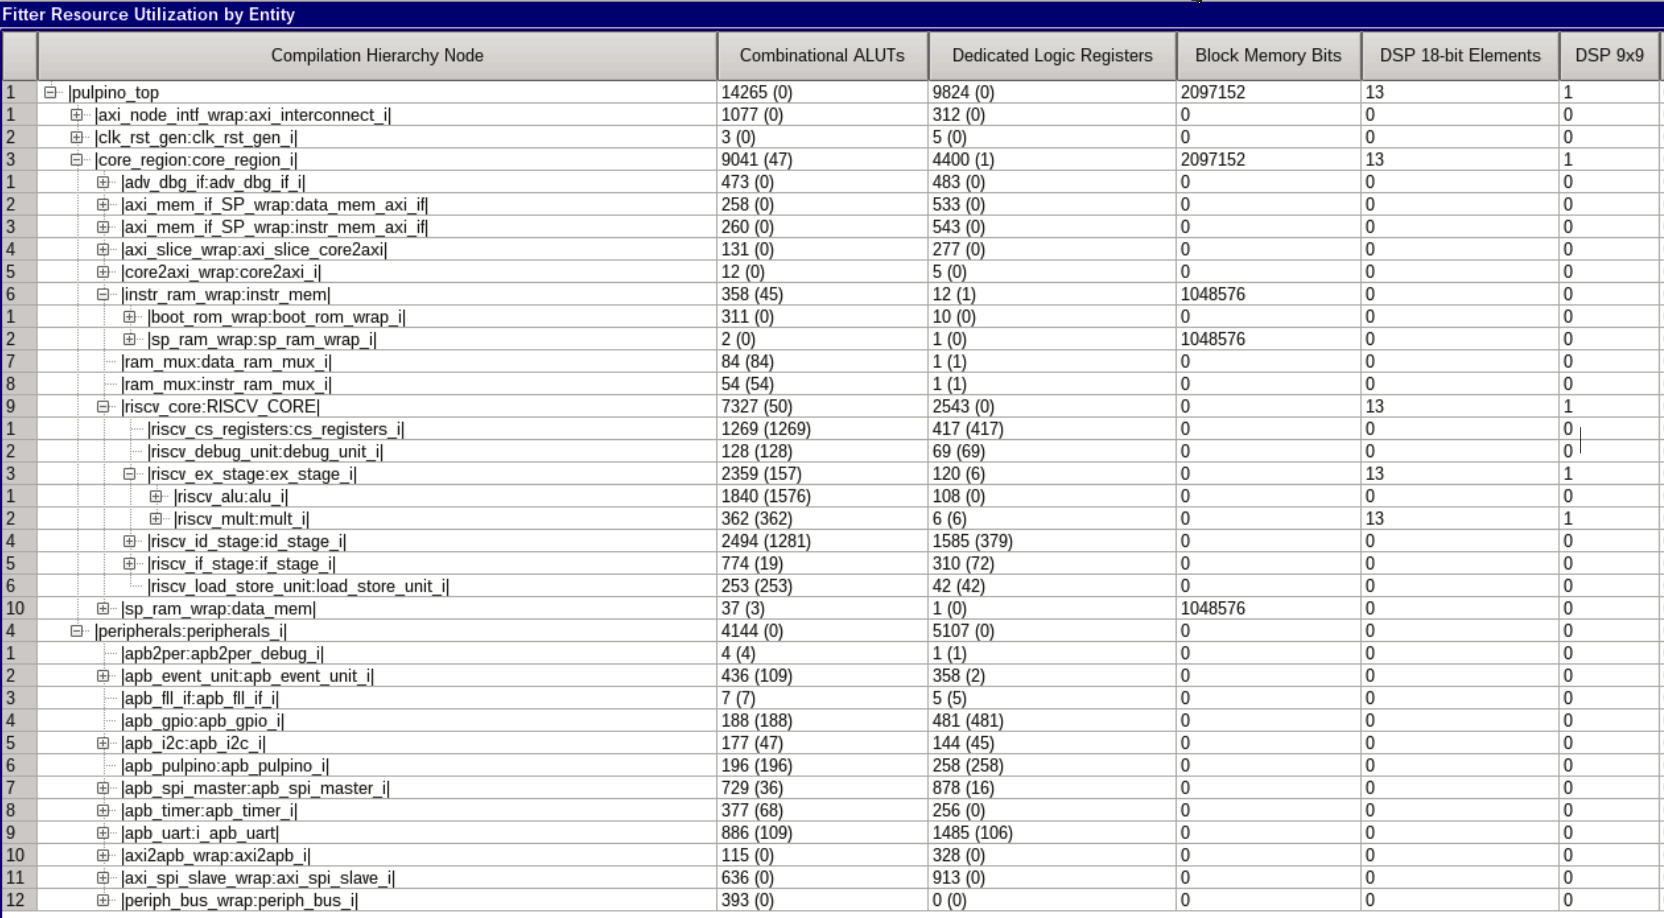 Fitter Resource Utilization by Entity
Compilation Hierarchy Node Combinational ALUTs Dedicated Logic Registers Block Memory Bits DSP 18-bit Elements DSP 9x9
1 |pulpino_top 14265 (0) 9824 (0) 2097152 13 1
1 |axi_node_intf_wrap:axi_interconnect_i| 1077 (0) 312 (0) 0 0 0
2 |clk_rst_gen:clk_rst_gen_i| 3 (0) 5 (0) 0 0 0
3 |core_region:core_region_i| 9041 (47) 4400 (1) 2097152 13 1
1 |adv_dbg_if:adv_dbg_if_i| 473 (0) 483 (0) 0 0 0
2 |axi_mem_if_SP_wrap:data_mem_axi_if| 258 (0) 533 (0) 0 0 0
3 |axi_mem_if_SP_wrap:instr_mem_axi_if| 260 (0) 543 (0) 0 0 0
4 |axi_slice_wrap:axi_slice_core2axi| 131 (0) 277 (0) 0 0 0
5 |core2axi_wrap:core2axi_i| 12 (0) 5 (0) 0 0 0
6 |instr_ram_wrap:instr_mem| 358 (45) 12 (1) 1048576 0 0
1 |boot_rom_wrap:boot_rom_wrap_i| 311 (0) 10 (0) 0 0 0
2 |sp_ram_wrap:sp_ram_wrap_i| 2 (0) 1 (0) 1048576 0 0
7 |ram_mux:data_ram_mux_i| 84 (84) 1 (1) 0 0 0
8 |ram_mux:instr_ram_mux_i| 54 (54) 1 (1) 0 0 0
9 |riscv_core:RISCV_CORE| 7327 (50) 2543 (0) 0 13 1
1 |riscv_cs_registers:cs_registers_i| 1269 (1269) 417 (417) 0 0 0
2 |riscv_debug_unit:debug_unit_i| 128 (128) 69 (69) 0 0 0
3 |riscv_ex_stage:ex_stage_i| 2359 (157) 120 (6) 0 13 1
1 |riscv_alu:alu_i| 1840 (1576) 108 (0) 0 0 0
2 |riscv_mult:mult_i| 362 (362) 6 (6) 0 13 1
4 |riscv_id_stage:id_stage_i| 2494 (1281) 1585 (379) 0 0 0
5 |riscv_if_stage:if_stage_i| 774 (19) 310 (72) 0 0 0
6 |riscv_load_store_unit:load_store_unit_i| 253 (253) 42 (42) 0 0 0
10 |sp_ram_wrap:data_mem| 37 (3) 1 (0) 1048576 0 0
4 |peripherals:peripherals_i| 4144 (0) 5107 (0) 0 0 0
1 |apb2per:apb2per_debug_i| 4 (4) 1 (1) 0 0 0
2 |apb_event_unit:apb_event_unit_i| 436 (109) 358 (2) 0 0 0
3 |apb_fll_if:apb_fll_if_i| 7 (7) 5 (5) 0 0 0
4 |apb_gpio:apb_gpio_i| 188 (188) 481 (481) 0 0 0
5 |apb_i2c:apb_i2c_i| 177 (47) 144 (45) 0 0 0
6 |apb_pulpino:apb_pulpino_i| 196 (196) 258 (258) 0 0 0
7 |apb_spi_master:apb_spi_master_i| 729 (36) 878 (16) 0 0 0
8 |apb_timer:apb_timer_i| 377 (68) 256 (0) 0 0 0
9 |apb_uart:i_apb_uart| 886 (109) 1485 (106) 0 0 0
10 |axi2apb_wrap:axi2apb_i| 115 (0) 328 (0) 0 0 0
11 |axi_spi_slave_wrap:axi_spi_slave_i| 636 (0) 913 (0) 0 0 0
12 |periph_bus_wrap:periph_bus_i| 393 (0) 0 (0) 0 0 0